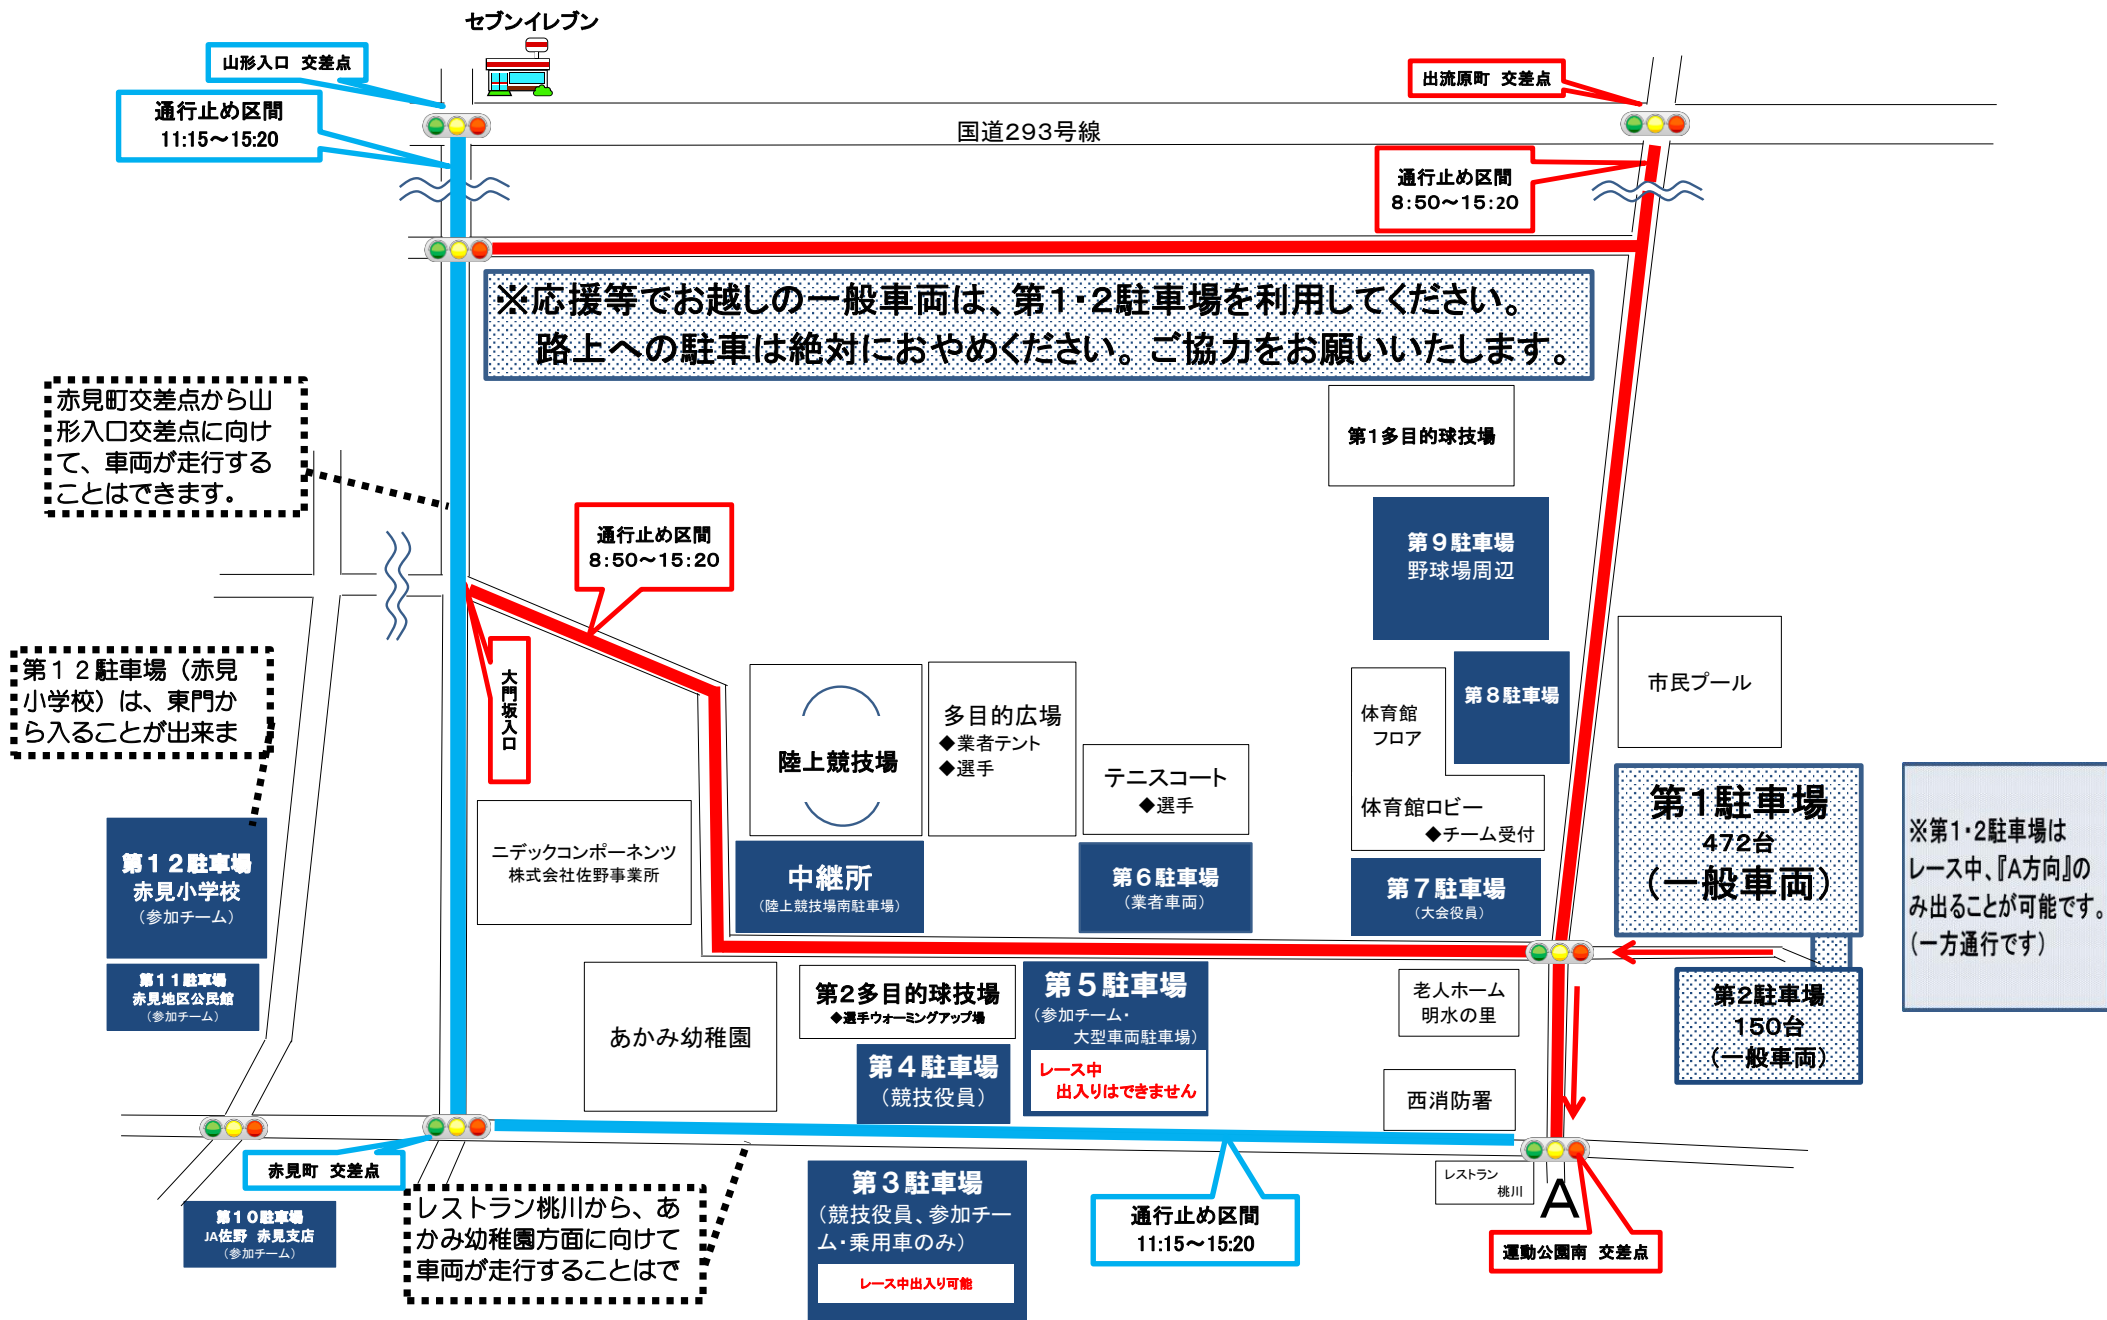 セブンイレブン
山形入口 交差点
通行止め区間
11:15～15:20
国道293号線
出流原町 交差点
通行止め区間
8:50～15:20
※応援等でお越しの一般車両は、第1・2駐車場を利用してください。
路上への駐車は絶対におやめください。ご協力をお願いいたします。
赤見町交差点から山
形入口交差点に向け
て、車両が走行する
ことはできます。
通行止め区間
8:50～15:20
第1多目的球技場
第９駐車場
野球場周辺
第８駐車場
市民プール
体育館
フロア
体育館ロビー
◆チーム受付
第１２駐車場（赤見
小学校）は、東門か
ら入ることが出来ま
大門坂入口
陸上競技場
多目的広場
◆業者テント
◆選手
テニスコート
◆選手
ニデックコンポーネンツ
株式会社佐野事業所
中継所
（陸上競技場南駐車場）
第６駐車場
（業者車両）
第７駐車場
（大会役員）
第1駐車場
472台
（一般車両）
※第1・2駐車場は
レース中、『A方向』の
み出ることが可能です。
（一方通行です）
第１２駐車場
赤見小学校
（参加チーム）
第１１駐車場
赤見地区公民館
（参加チーム）
あかみ幼稚園
第2多目的球技場
◆選手ウォーミングアップ場
第４駐車場
（競技役員）
第５駐車場
（参加チーム・
大型車両駐車場）
レース中
出入りはできません
老人ホーム
明水の里
西消防署
第2駐車場
150台
（一般車両）
赤見町 交差点
第１０駐車場
JA佐野 赤見支店
（参加チーム）
レストラン桃川から、あ
かみ幼稚園方面に向けて
車両が走行することはで
第３駐車場
（競技役員、参加チー
ム・乗用車のみ）
レース中出入り可能
通行止め区間
11:15～15:20
レストラン
桃川
A
運動公園南 交差点